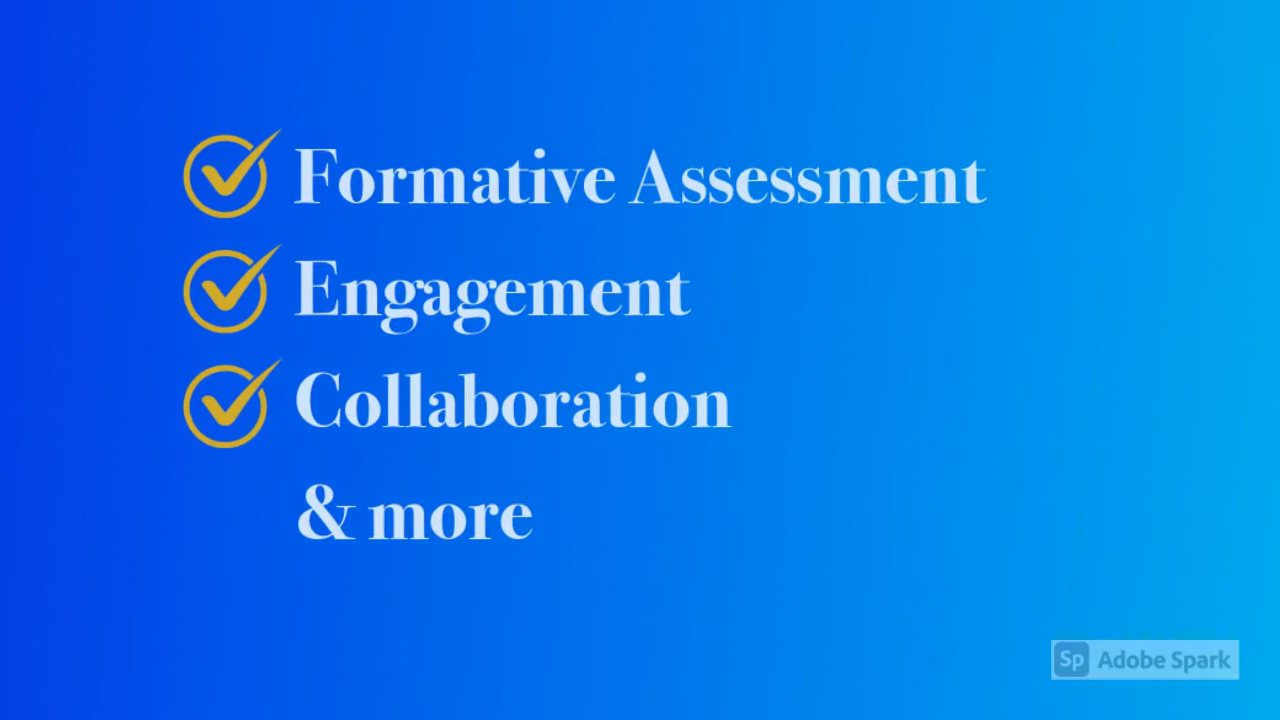 Formative Assessment
Engagement
Collaboration
& more
Sp Adobe Spark